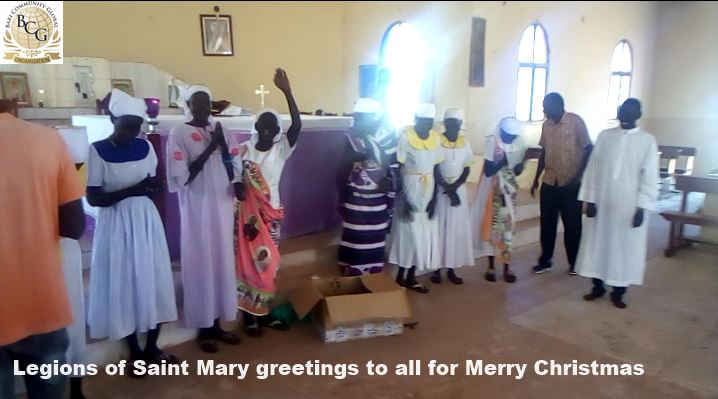 BARI COMMUNITY GLOBAL
BCG
ORGANIZATION
Legions of Saint Mary greetings to all for Merry Christmas